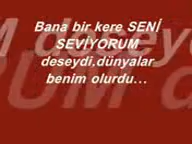 Bana bir kere SENİ
SEVİYORUM
deseydi,dünyalar
benim olurdu...